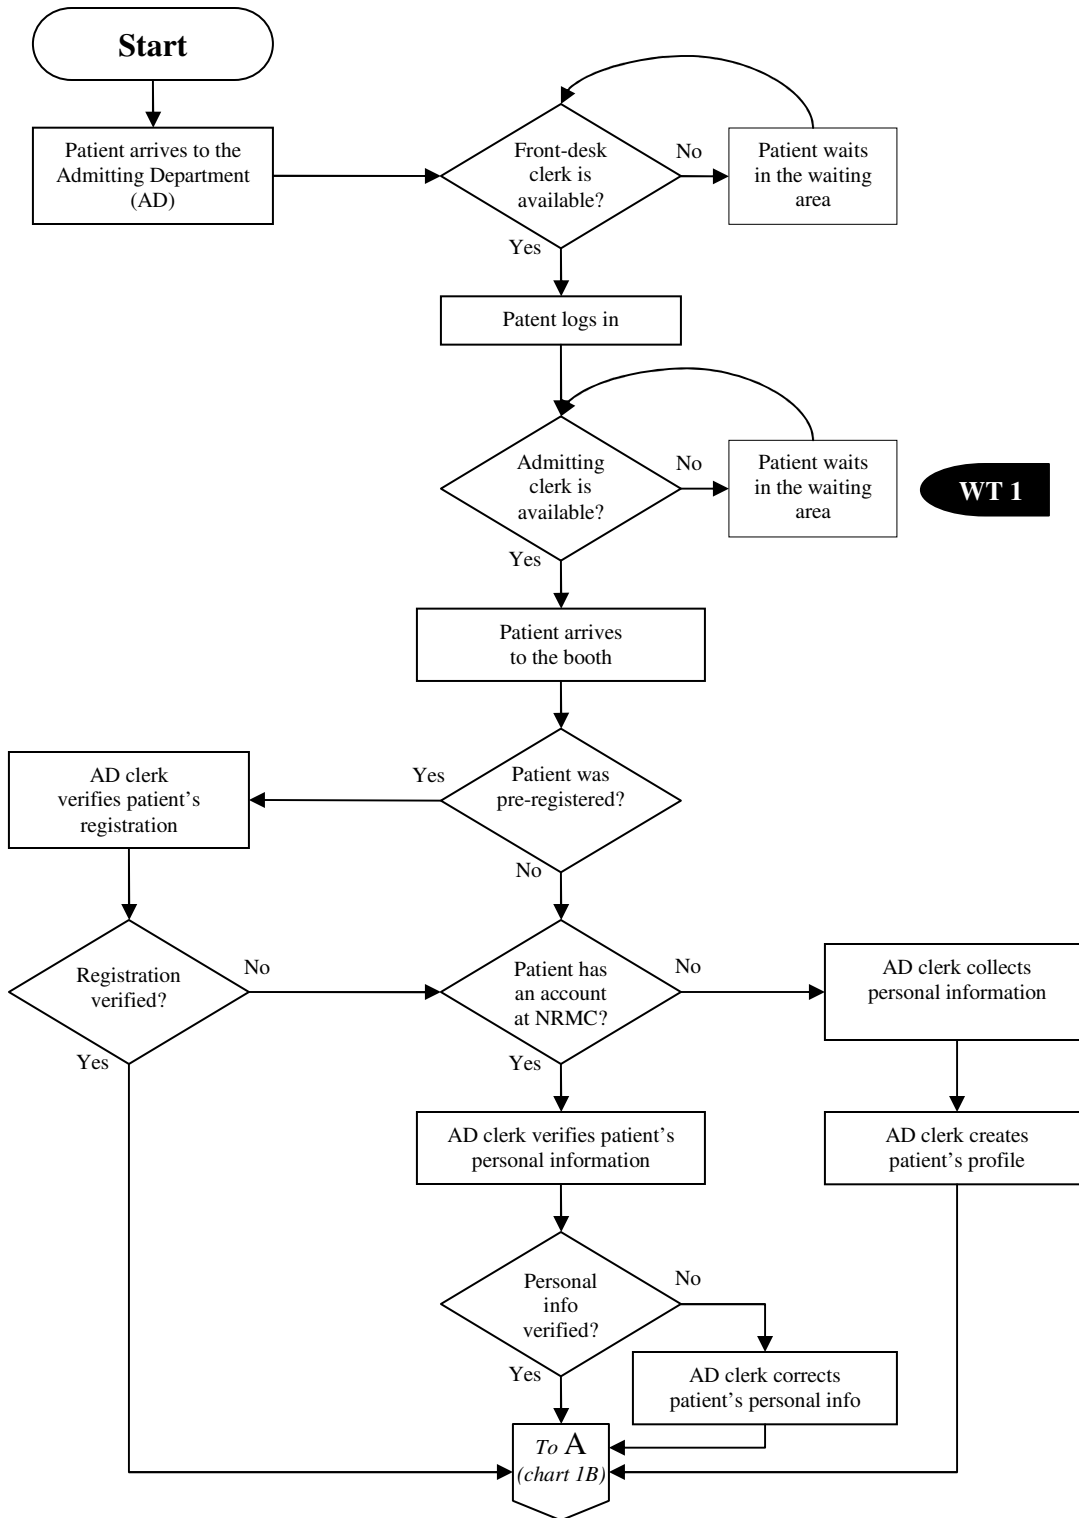 Start
Patient arrives to the
Admitting Department
(AD)
Front-desk
clerk is
available?
No
Patient waits
in the waiting
area
Yes
Patent logs in
Admitting
clerk is
available?
No
Patient waits
in the waiting
area
WT 1
Yes
Patient arrives
to the booth
Patient was
pre-registered?
Yes
AD clerk
verifies patient's
registration
No
Registration
verified?
No
Patient has
an account
at NRMC?
No
AD clerk collects
personal information
Yes
Yes
AD clerk verifies patient's
personal information
AD clerk creates
patient's profile
Personal
info
verified?
No
Yes
AD clerk corrects
patient's personal info
To A
(chart 1B)